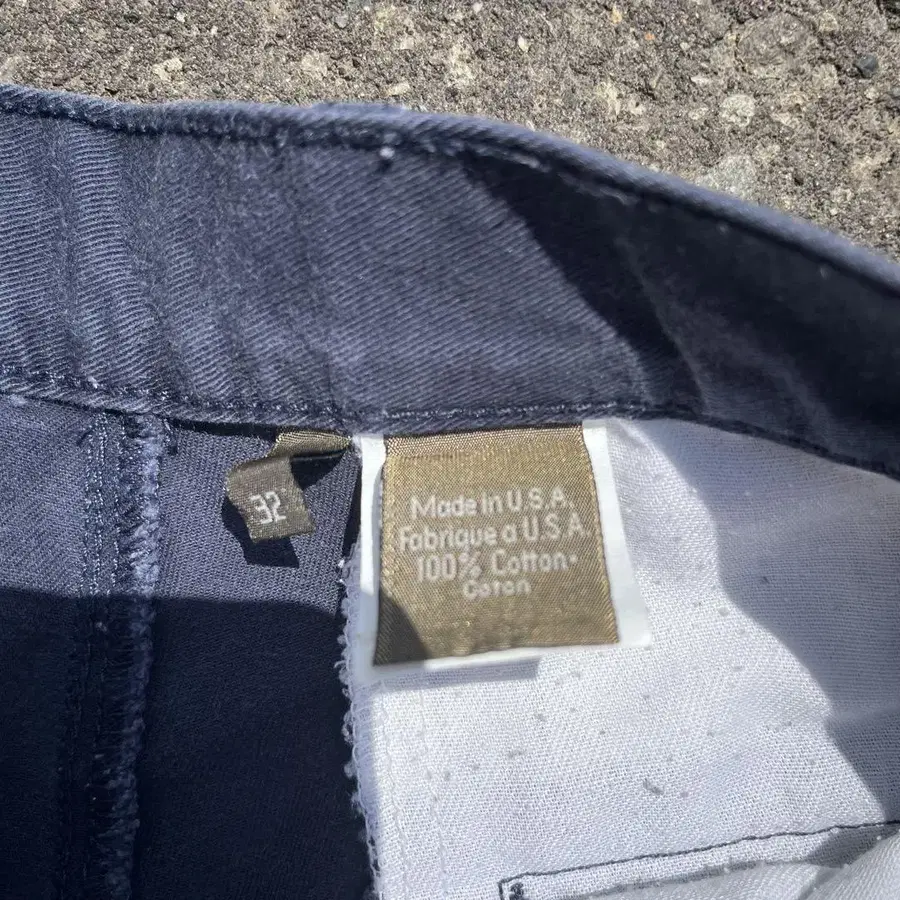 32
Made in U.S.A.
Fabrique a U.S.A.
100% Cotton•
Coton